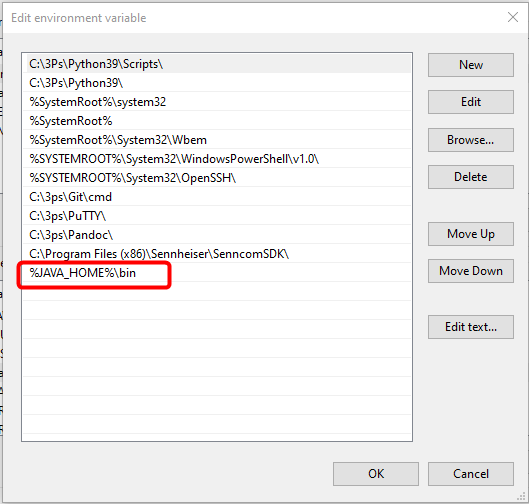 Edit environment variable
C:\3Ps\Python39\Scripts\
C:\3Ps\Python39\
%SystemRoot%\system32
%SystemRoot%
%SystemRoot%\System32\Wbem
%SYSTEMROOT%\System32\WindowsPowerShell\v1.0\
%SYSTEMROOT%\System32\OpenSSH\
C:\3ps\Git\cmd
C:\3ps\PuTTY\
C:\3ps\Pandoc\
C:\Program Files (x86)\Sennheiser\SenncomSDK\
%JAVA_HOME%\bin
New
Edit
Browse...
Delete
Move Up
Move Down
Edit text...
OK
Cancel